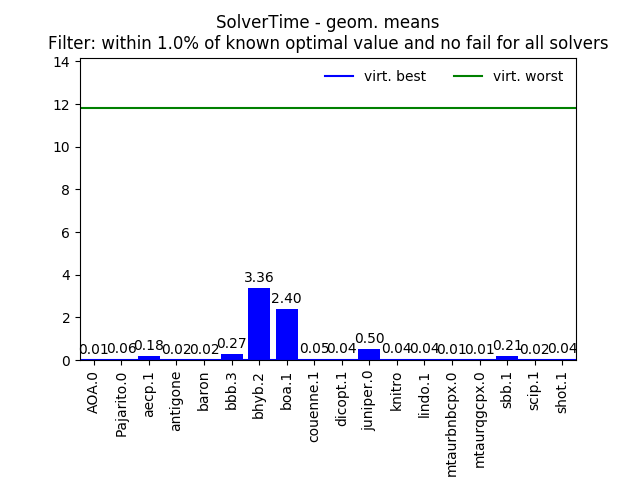 SolverTime - geom. means
Filter: within 1.0% of known optimal value and no fail for all solvers
virt. best
virt. worst
14
12
10
8
6
4
2
0
0.01
0.06
0.18
0.02
0.02
0.27
3.36
2.40
0.05
0.04
0.50
0.04
0.04
0.01
0.01
0.21
0.02
0.04
AOA.0
Pajarito.0
aecp.1
antigone
baron
bbb.3
bhyb.2
boa.1
couenne.1
dicopt.1
juniper.0
knitro
lindo.1
mtaurbnbcpx.0
mtaurqgcpx.0
sbb.1
scip.1
shot.1